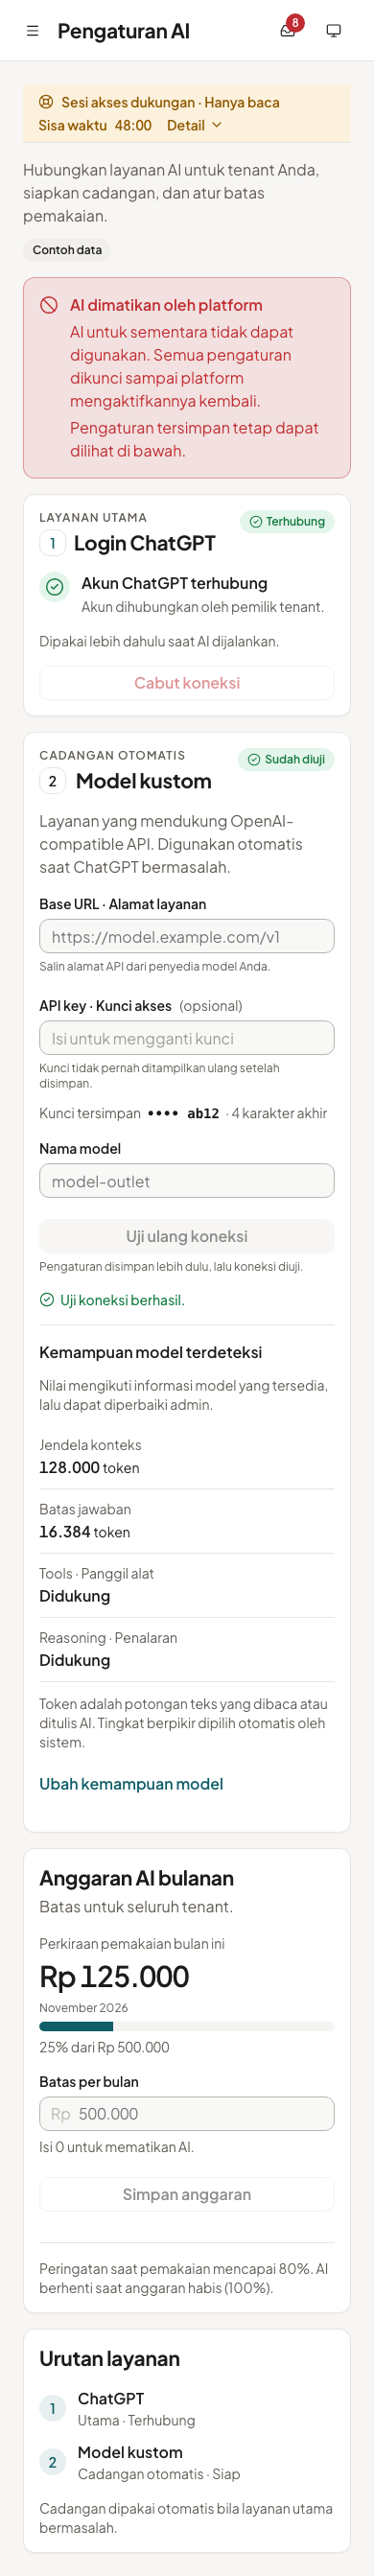 Pengaturan AI
8
Sesi akses dukungan · Hanya baca
Sisa waktu 48:00 Detail
Hubungkan layanan AI untuk tenant Anda,
siapkan cadangan, dan atur batas
pemakaian.
Contoh data
AI dimatikan oleh platform
AI untuk sementara tidak dapat
digunakan. Semua pengaturan
dikunci sampai platform
mengaktifkannya kembali.
Pengaturan tersimpan tetap dapat
dilihat di bawah.
LAYANAN UTAMA
Terhubung
1 Login ChatGPT
Akun ChatGPT terhubung
Akun dihubungkan oleh pemilik tenant.
Dipakai lebih dahulu saat AI dijalankan.
Cabut koneksi
CADANGAN OTOMATIS
Sudah diuji
2 Model kustom
Layanan yang mendukung OpenAI-
compatible API. Digunakan otomatis
saat ChatGPT bermasalah.
Base URL · Alamat layanan
https://model.example.com/v1
Salin alamat API dari penyedia model Anda.
API key · Kunci akses (opsional)
Isi untuk mengganti kunci
Kunci tidak pernah ditampilkan ulang setelah
disimpan.
Kunci tersimpan •••• ab12 · 4 karakter akhir
Nama model
model-outlet
Uji ulang koneksi
Pengaturan disimpan lebih dulu, lalu koneksi diuji.
Uji koneksi berhasil.
Kemampuan model terdeteksi
Nilai mengikuti informasi model yang tersedia,
lalu dapat diperbaiki admin.
Jendela konteks
128.000 token
Batas jawaban
16.384 token
Tools · Panggil alat
Didukung
Reasoning · Penalaran
Didukung
Token adalah potongan teks yang dibaca atau
ditulis AI. Tingkat berpikir dipilih otomatis oleh
sistem.
Ubah kemampuan model
Anggaran AI bulanan
Batas untuk seluruh tenant.
Perkiraan pemakaian bulan ini
Rp 125.000
November 2026
25% dari Rp 500.000
Batas per bulan
Rp 500.000
Isi 0 untuk mematikan AI.
Simpan anggaran
Peringatan saat pemakaian mencapai 80%. AI
berhenti saat anggaran habis (100%).
Urutan layanan
1 ChatGPT
Utama · Terhubung
2 Model kustom
Cadangan otomatis · Siap
Cadangan dipakai otomatis bila layanan utama
bermasalah.